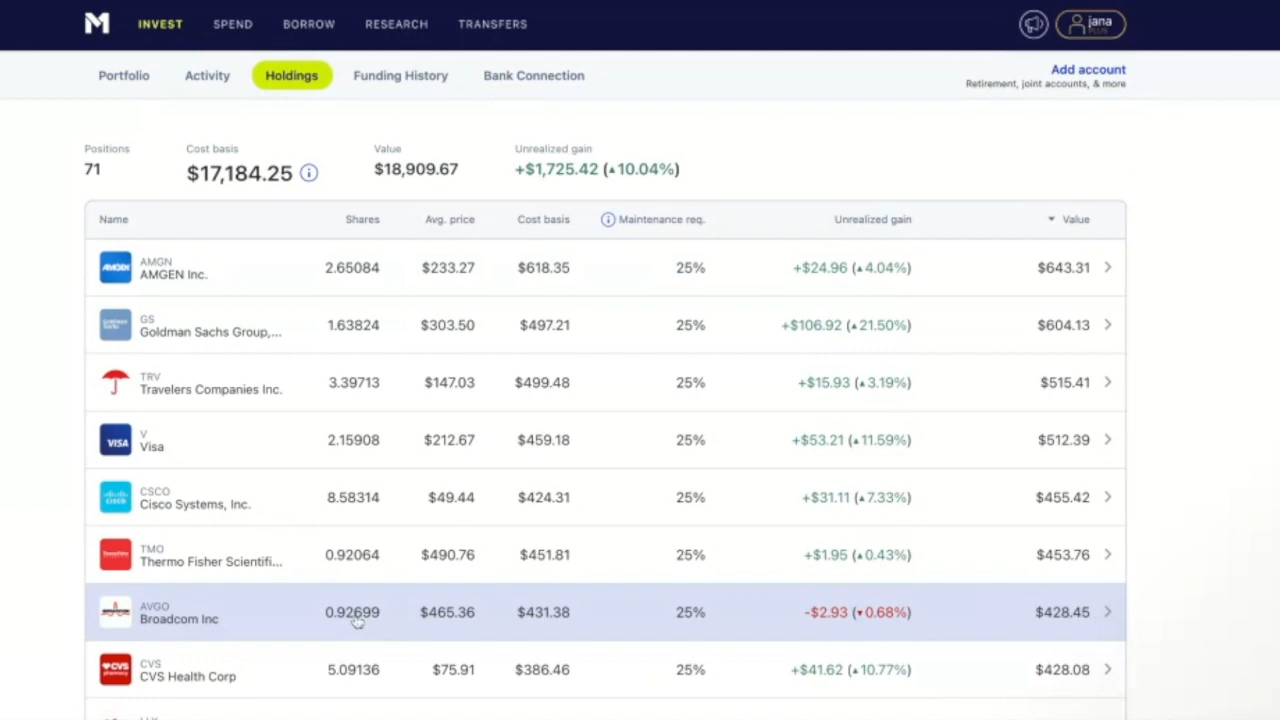 M INVEST SPEND BORROW RESEARCH TRANSFERS jana
PLUS
Portfolio Activity Holdings Funding History Bank Connection Add account
Retirement, joint accounts, & more
Positions Cost basis Value Unrealized gain
71 $17,184.25 $18,909.67 +$1,725.42 (▲10.04%)
Name Shares Avg. price Cost basis Maintenance req. Unrealized gain ▼ Value
AMGEN AMGN
AMGEN Inc. 2.65084 $233.27 $618.35 25% +$24.96 (▲4.04%) $643.31
Goldman Sachs GS
Goldman Sachs Group,... 1.63824 $303.50 $497.21 25% +$106.92 (▲21.50%) $604.13
TRV
Travelers Companies Inc. 3.39713 $147.03 $499.48 25% +$15.93 (▲3.19%) $515.41
VISA V
Visa 2.15908 $212.67 $459.18 25% +$53.21 (▲11.59%) $512.39
CISCO CSCO
Cisco Systems, Inc. 8.58314 $49.44 $424.31 25% +$31.11 (▲7.33%) $455.42
TMO
Thermo Fisher Scientifi... 0.92064 $490.76 $451.81 25% +$1.95 (▲0.43%) $453.76
AVGO
Broadcom Inc 0.92699 $465.36 $431.38 25% -$2.93 (▼0.68%) $428.45
CVS pharmacy CVS
CVS Health Corp 5.09136 $75.91 $386.46 25% +$41.62 (▲10.77%) $428.08